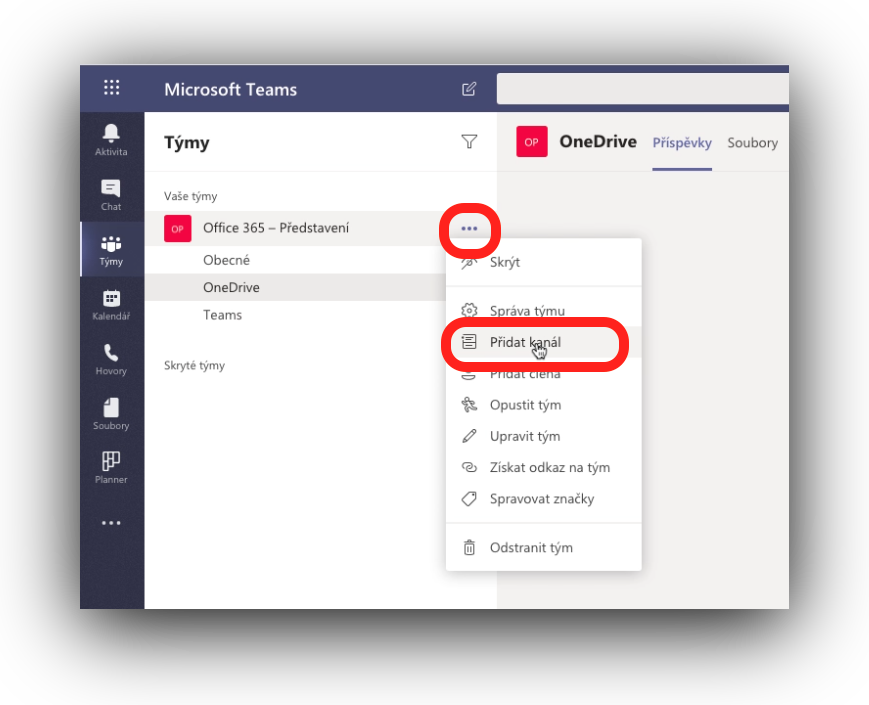 Microsoft Teams
Aktivita
Chat
Týmy
Kalendář
Hovory
Soubory
Planner
Týmy
Vaše týmy
OP Office 365 – Představení
Obecné
OneDrive
Teams
Skryté týmy
OP OneDrive Příspěvky Soubory
Skrýt
Správa týmu
Přidat kanál
Přidat člena
Opustit tým
Upravit tým
Získat odkaz na tým
Spravovat značky
Odstranit tým